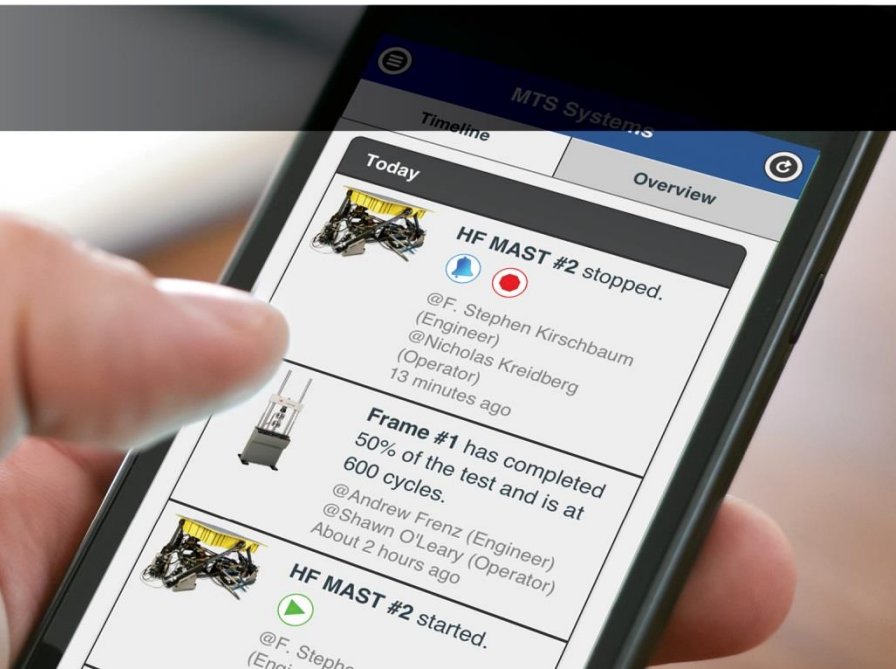 MTS Systems
Timeline
Overview
Today
HF MAST #2 stopped.
@F. Stephen Kirschbaum
(Engineer)
@Nicholas Kreidberg
(Operator)
13 minutes ago
Frame #1 has completed
50% of the test and is at
600 cycles.
@Andrew Frenz (Engineer)
@Shawn O'Leary (Operator)
About 2 hours ago
HF MAST #2 started.
@F. Stephe
(Engi